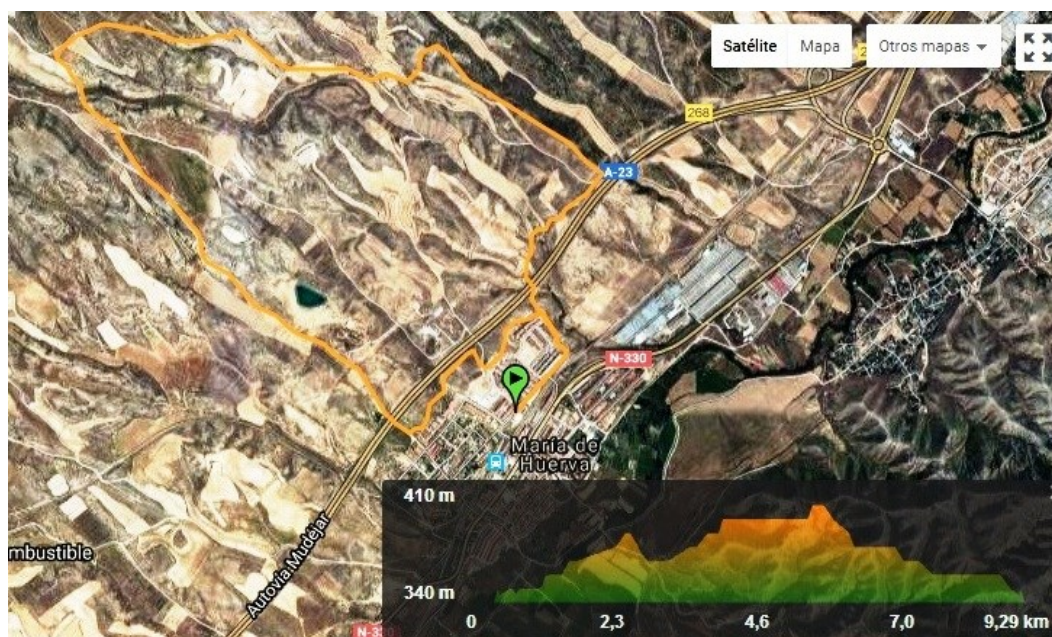 Satélite
Mapa
Otros mapas
268
A-23
N-330
María de
Huerva
mbustible
Autovía Mudéjar
410 m
340 m
0
2,3
4,6
7,0
9,29 km